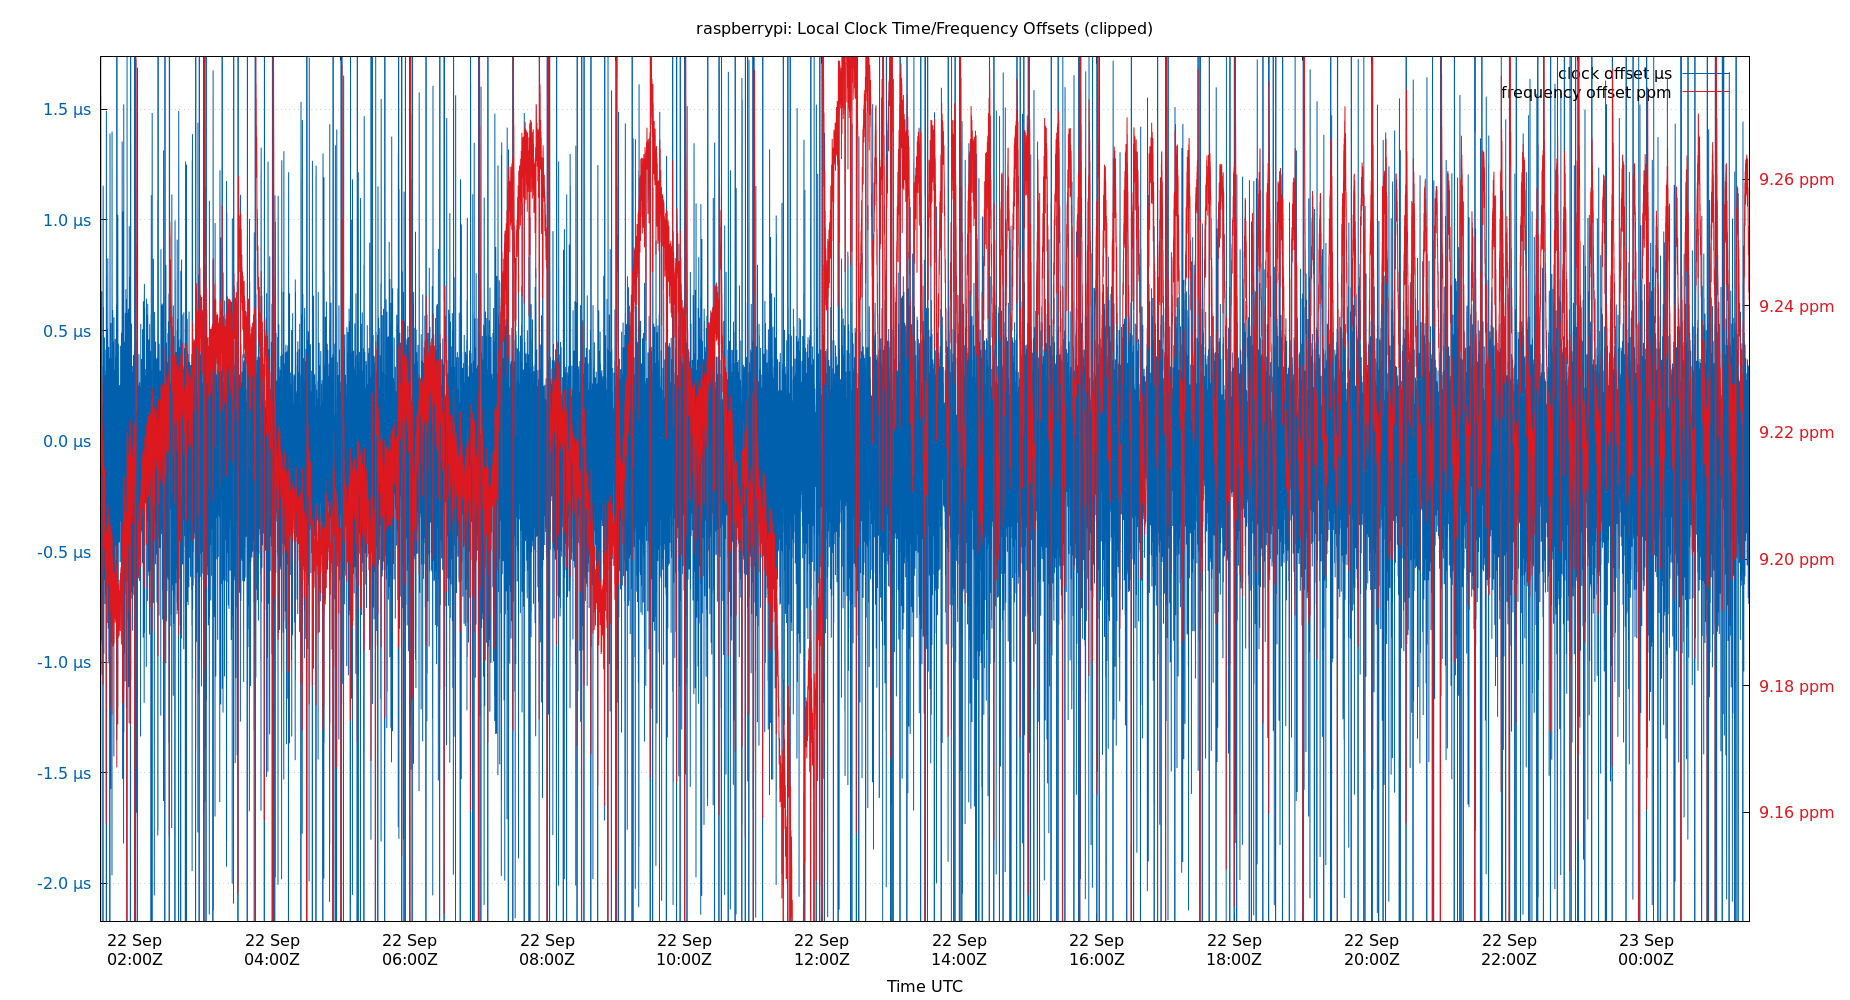 raspberrypi: Local Clock Time/Frequency Offsets (clipped)
clock offset µs
frequency offset ppm
1.5 µs
1.0 µs
0.5 µs
0.0 µs
-0.5 µs
-1.0 µs
-1.5 µs
-2.0 µs
9.26 ppm
9.24 ppm
9.22 ppm
9.20 ppm
9.18 ppm
9.16 ppm
22 Sep 22 Sep 22 Sep 22 Sep 22 Sep 22 Sep 22 Sep 22 Sep 22 Sep 22 Sep 22 Sep 23 Sep
02:00Z 04:00Z 06:00Z 08:00Z 10:00Z 12:00Z 14:00Z 16:00Z 18:00Z 20:00Z 22:00Z 00:00Z
Time UTC